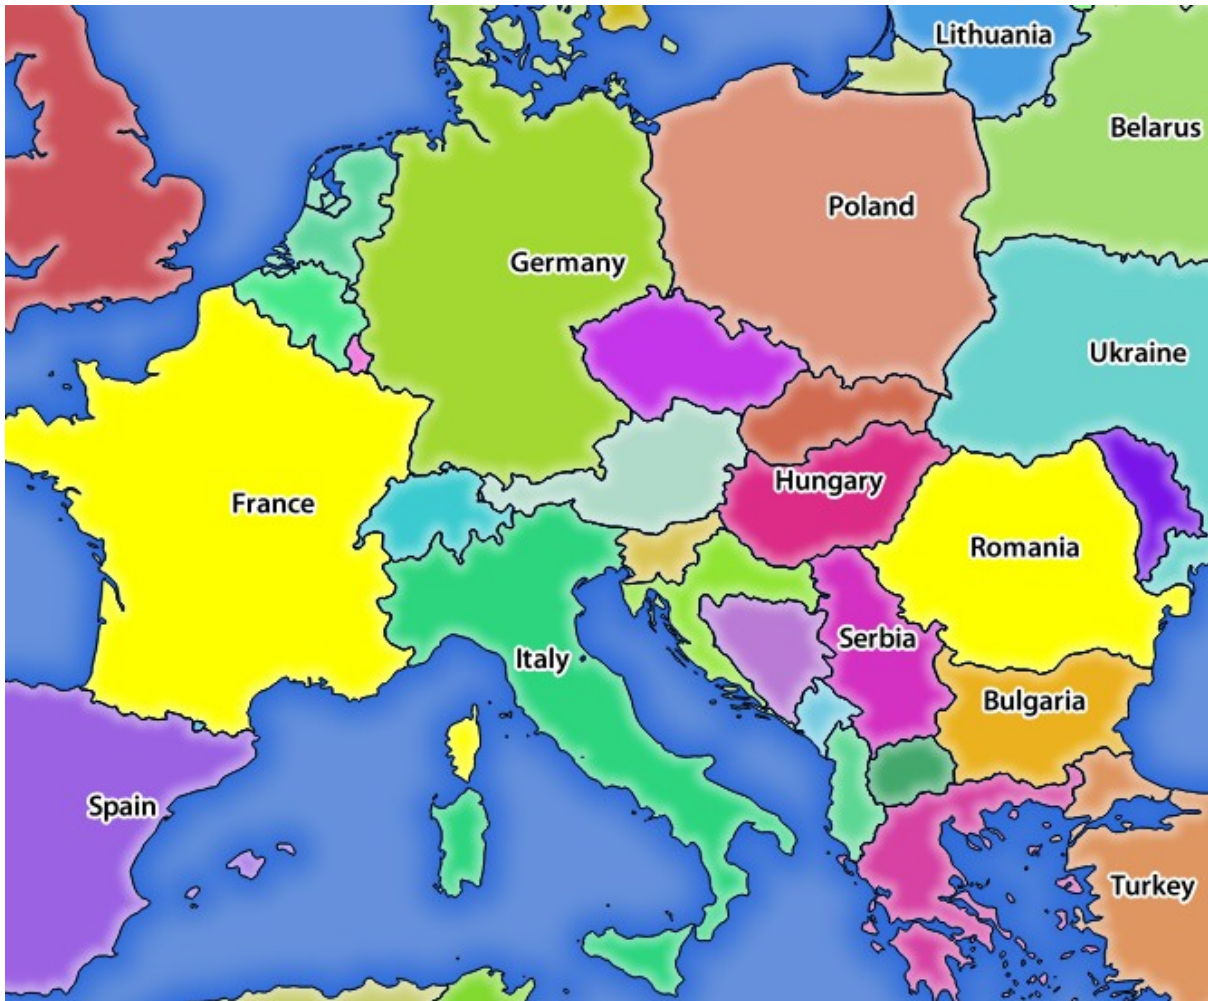 Lithuania
Belarus
Poland
Germany
Ukraine
Hungary
France
Romania
Serbia
Italy
Bulgaria
Spain
Turkey